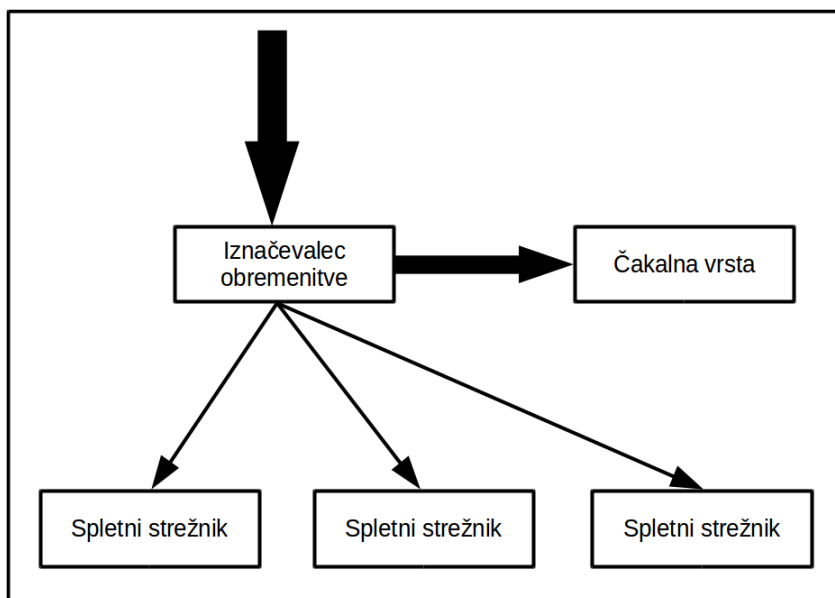 Iznačevalec
obremenitve
Čakalna vrsta
Spletni strežnik
Spletni strežnik
Spletni strežnik